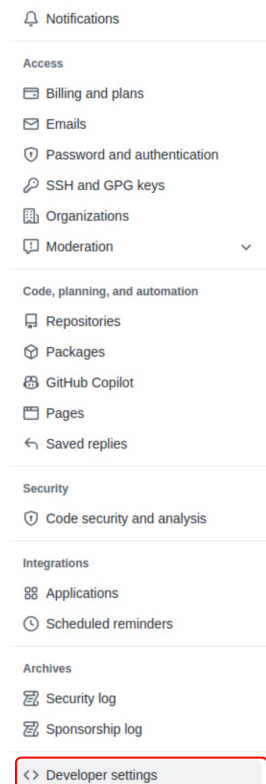 Notifications
Access
Billing and plans
Emails
Password and authentication
SSH and GPG keys
Organizations
Moderation
Code, planning, and automation
Repositories
Packages
GitHub Copilot
Pages
Saved replies
Security
Code security and analysis
Integrations
Applications
Scheduled reminders
Archives
Security log
Sponsorship log
Developer settings